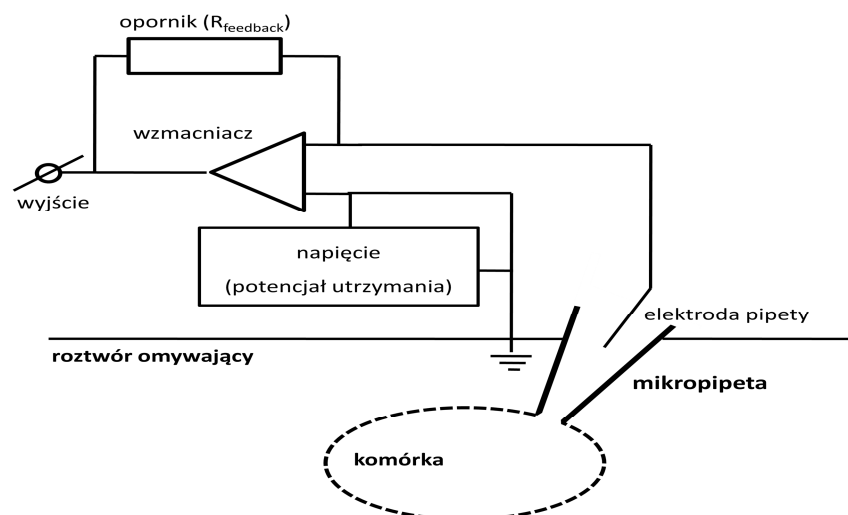 opornik (Rfeedback)
wzmacniacz
wyjście
napięcie
(potencjał utrzymania)
elektroda pipety
roztwór omywający
mikropipeta
komórka